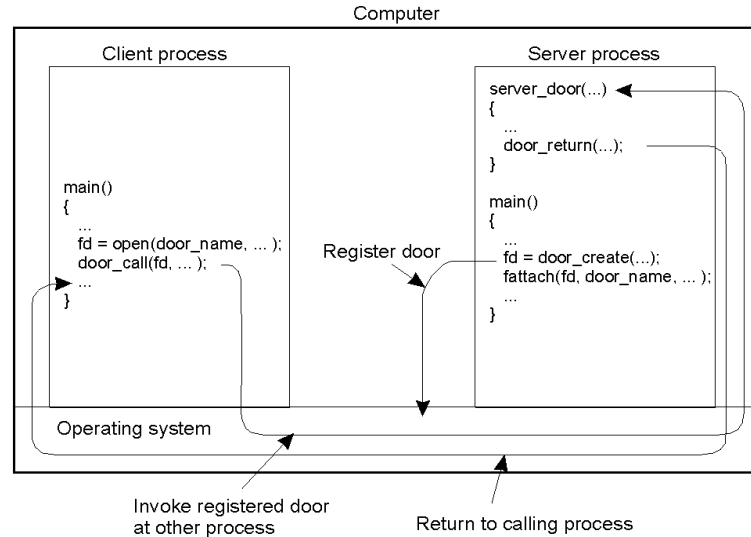 Computer
Client process
Server process
server_door(...)
{
...
door_return(...);
}
main()
{
...
fd = door_create(...);
fattach(fd, door_name, ... );
...
}
main()
{
...
fd = open(door_name, ... );
door_call(fd, ... );
...
}
Register door
Operating system
Invoke registered door
at other process
Return to calling process